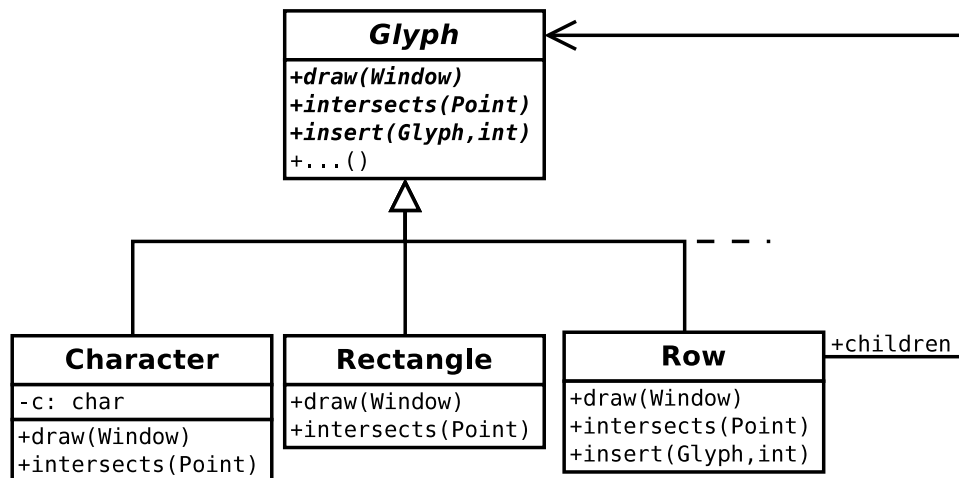 Glyph
+draw(Window)
+intersects(Point)
+insert(Glyph,int)
+...()
Character
-c: char
+draw(Window)
+intersects(Point)
Rectangle
+draw(Window)
+intersects(Point)
Row
+draw(Window)
+intersects(Point)
+insert(Glyph,int)
+children